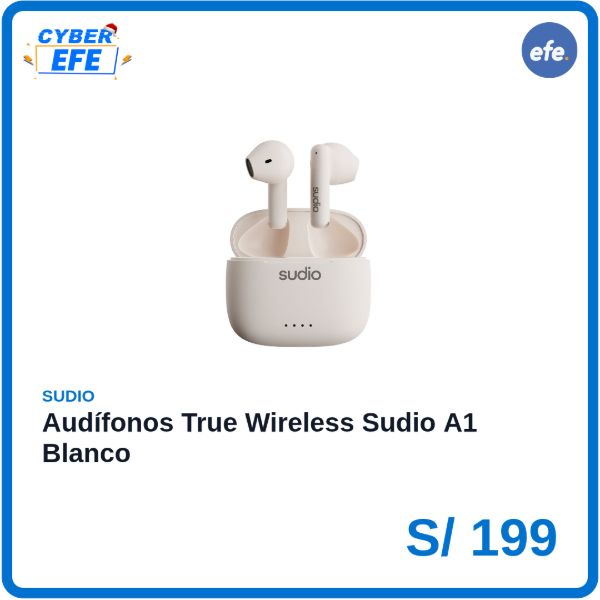 CYBER
EFE
efe.
sudio
sudio
SUDIO
Audífonos True Wireless Sudio A1
Blanco
S/ 199